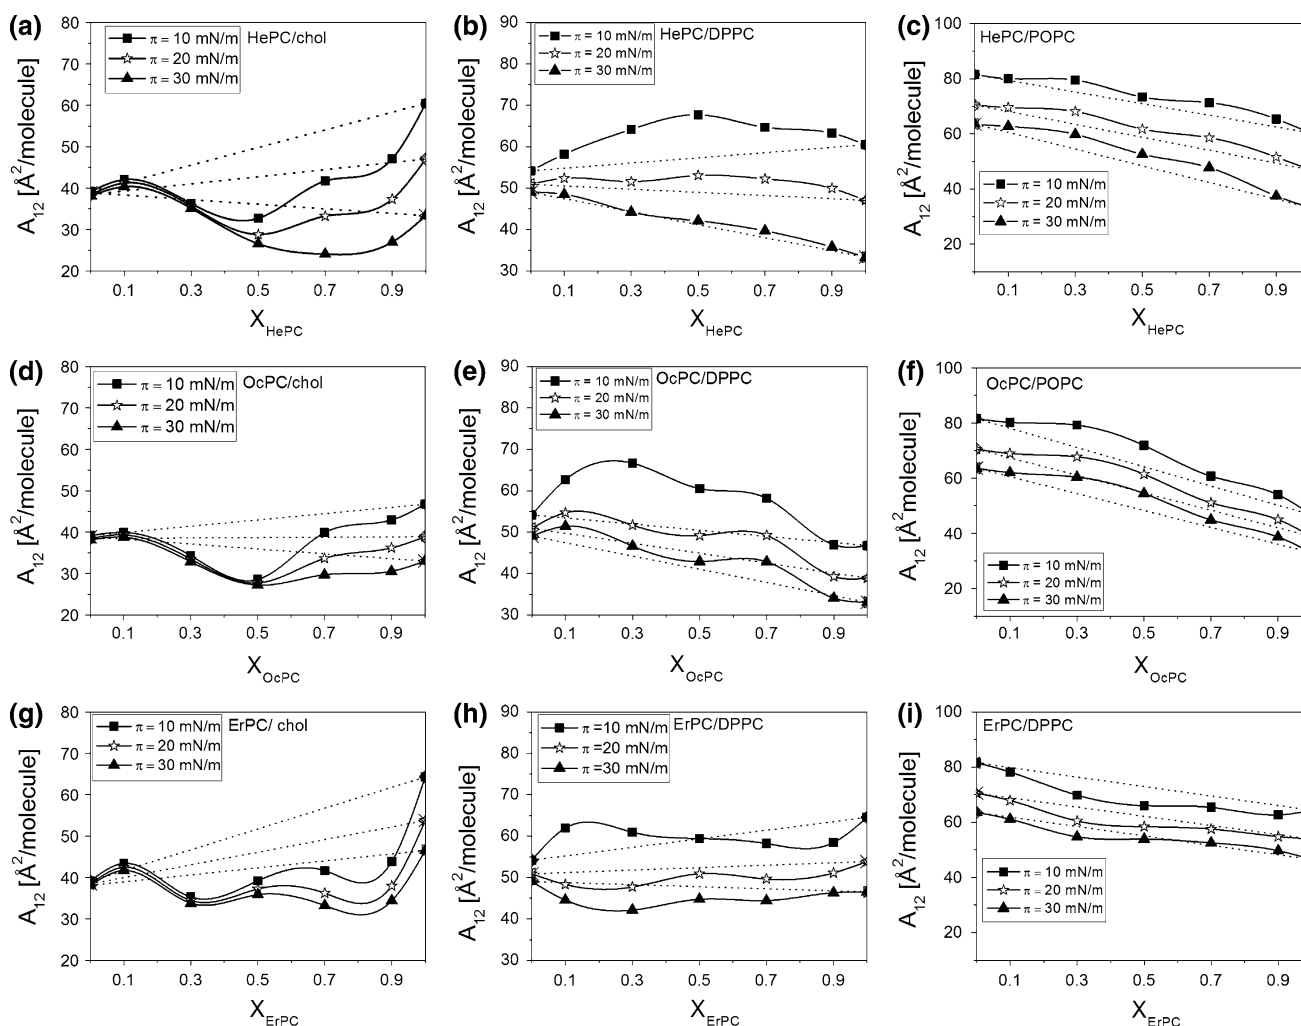 (a)
π = 10 mN/m
π = 20 mN/m
π = 30 mN/m
HePC/chol
80
70
60
50
40
30
20
A12 [Å²/molecule]
0.1 0.3 0.5 0.7 0.9
XHePC
(b)
π = 10 mN/m
π = 20 mN/m
π = 30 mN/m
HePC/DPPC
90
80
70
60
50
40
30
A12 [Å²/molecule]
0.1 0.3 0.5 0.7 0.9
XHePC
(c)
HePC/POPC
π = 10 mN/m
π = 20 mN/m
π = 30 mN/m
100
80
60
40
20
A12 [Å²/molecule]
0.1 0.3 0.5 0.7 0.9
XHePC
(d)
π = 10 mN/m
π = 20 mN/m
π = 30 mN/m
OcPC/chol
80
70
60
50
40
30
20
A12 [Å²/molecule]
0.1 0.3 0.5 0.7 0.9
XOcPC
(e)
π = 10 mN/m
π = 20 mN/m
π = 30 mN/m
OcPC/DPPC
90
80
70
60
50
40
30
A12 [Å²/molecule]
0.1 0.3 0.5 0.7 0.9
XOcPC
(f)
OcPC/POPC
π = 10 mN/m
π = 20 mN/m
π = 30 mN/m
100
80
60
40
20
A12 [Å²molecule]
0.1 0.3 0.5 0.7 0.9
XOcPC
(g)
π = 10 mN/m
π = 20 mN/m
π = 30 mN/m
ErPC/ chol
80
70
60
50
40
30
20
A12 [Å²/molecule]
0.1 0.3 0.5 0.7 0.9
XErPC
(h)
π =10 mN/m
π =20 mN/m
π =30 mN/m
ErPC/DPPC
90
80
70
60
50
40
30
A12 [Å²/molecule]
0.1 0.3 0.5 0.7 0.9
XErPC
(i)
ErPC/DPPC
π = 10 mN/m
π = 20 mN/m
π = 30 mN/m
100
80
60
40
20
A12 [Å²/molecule]
0.1 0.3 0.5 0.7 0.9
XErPC